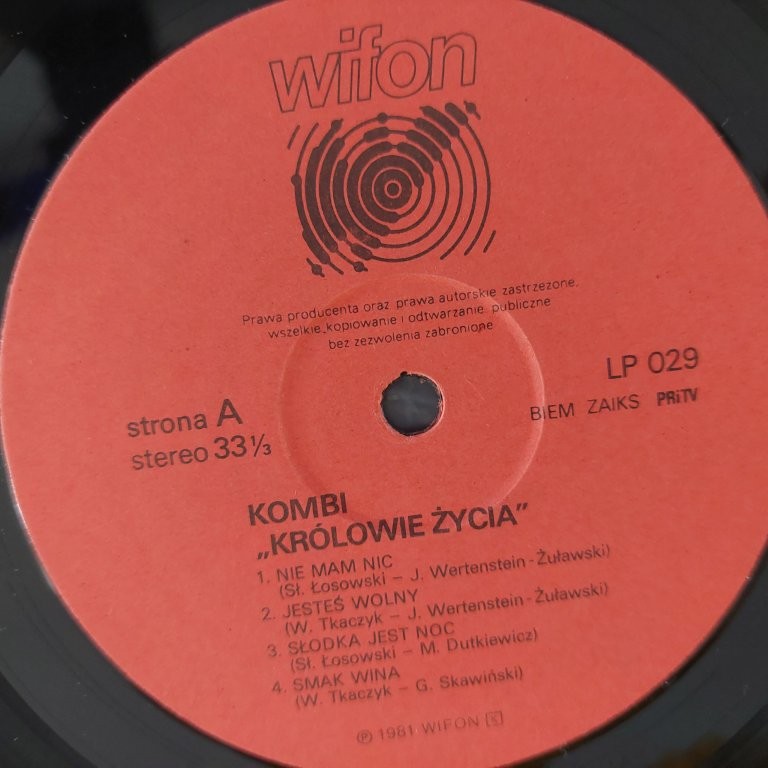 wifon
Prawa producenta oraz prawa autorskie zastrzeżone,
wszelkie kopiowanie i odtwarzanie publiczne
bez zezwolenia zabronione
LP 029
BIEM ZAIKS PRiTV
strona A
stereo 33 ⅓
KOMBI
„KRÓLOWIE ŻYCIA”
1. NIE MAM NIC
(Sł. Łosowski – J. Wertenstein-Żuławski)
2. JESTEŚ WOLNY
(W. Tkaczyk – J. Wertenstein-Żuławski)
3. SŁODKA JEST NOC
(Sł. Łosowski – M. Dutkiewicz)
4. SMAK WINA
(W. Tkaczyk – G. Skawiński)
℗ 1981 WIFON